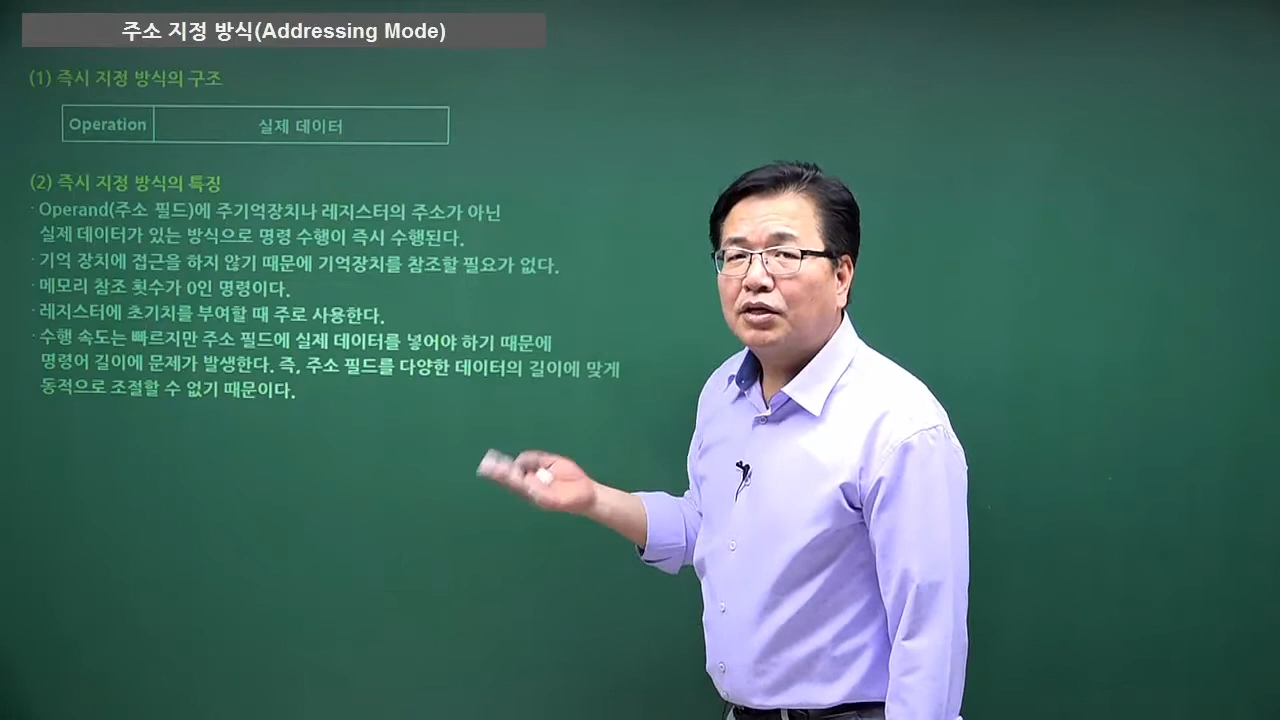 주소 지정 방식(Addressing Mode)
(1) 즉시 지정 방식의 구조
Operation 실제 데이터
(2) 즉시 지정 방식의 특징
· Operand(주소 필드)에 주기억장치나 레지스터의 주소가 아닌
실제 데이터가 있는 방식으로 명령 수행이 즉시 수행된다.
· 기억 장치에 접근을 하지 않기 때문에 기억장치를 참조할 필요가 없다.
· 메모리 참조 횟수가 0인 명령이다.
· 레지스터에 초기치를 부여할 때 주로 사용한다.
· 수행 속도는 빠르지만 주소 필드에 실제 데이터를 넣어야 하기 때문에
명령어 길이에 문제가 발생한다. 즉, 주소 필드를 다양한 데이터의 길이에 맞게
동적으로 조절할 수 없기 때문이다.